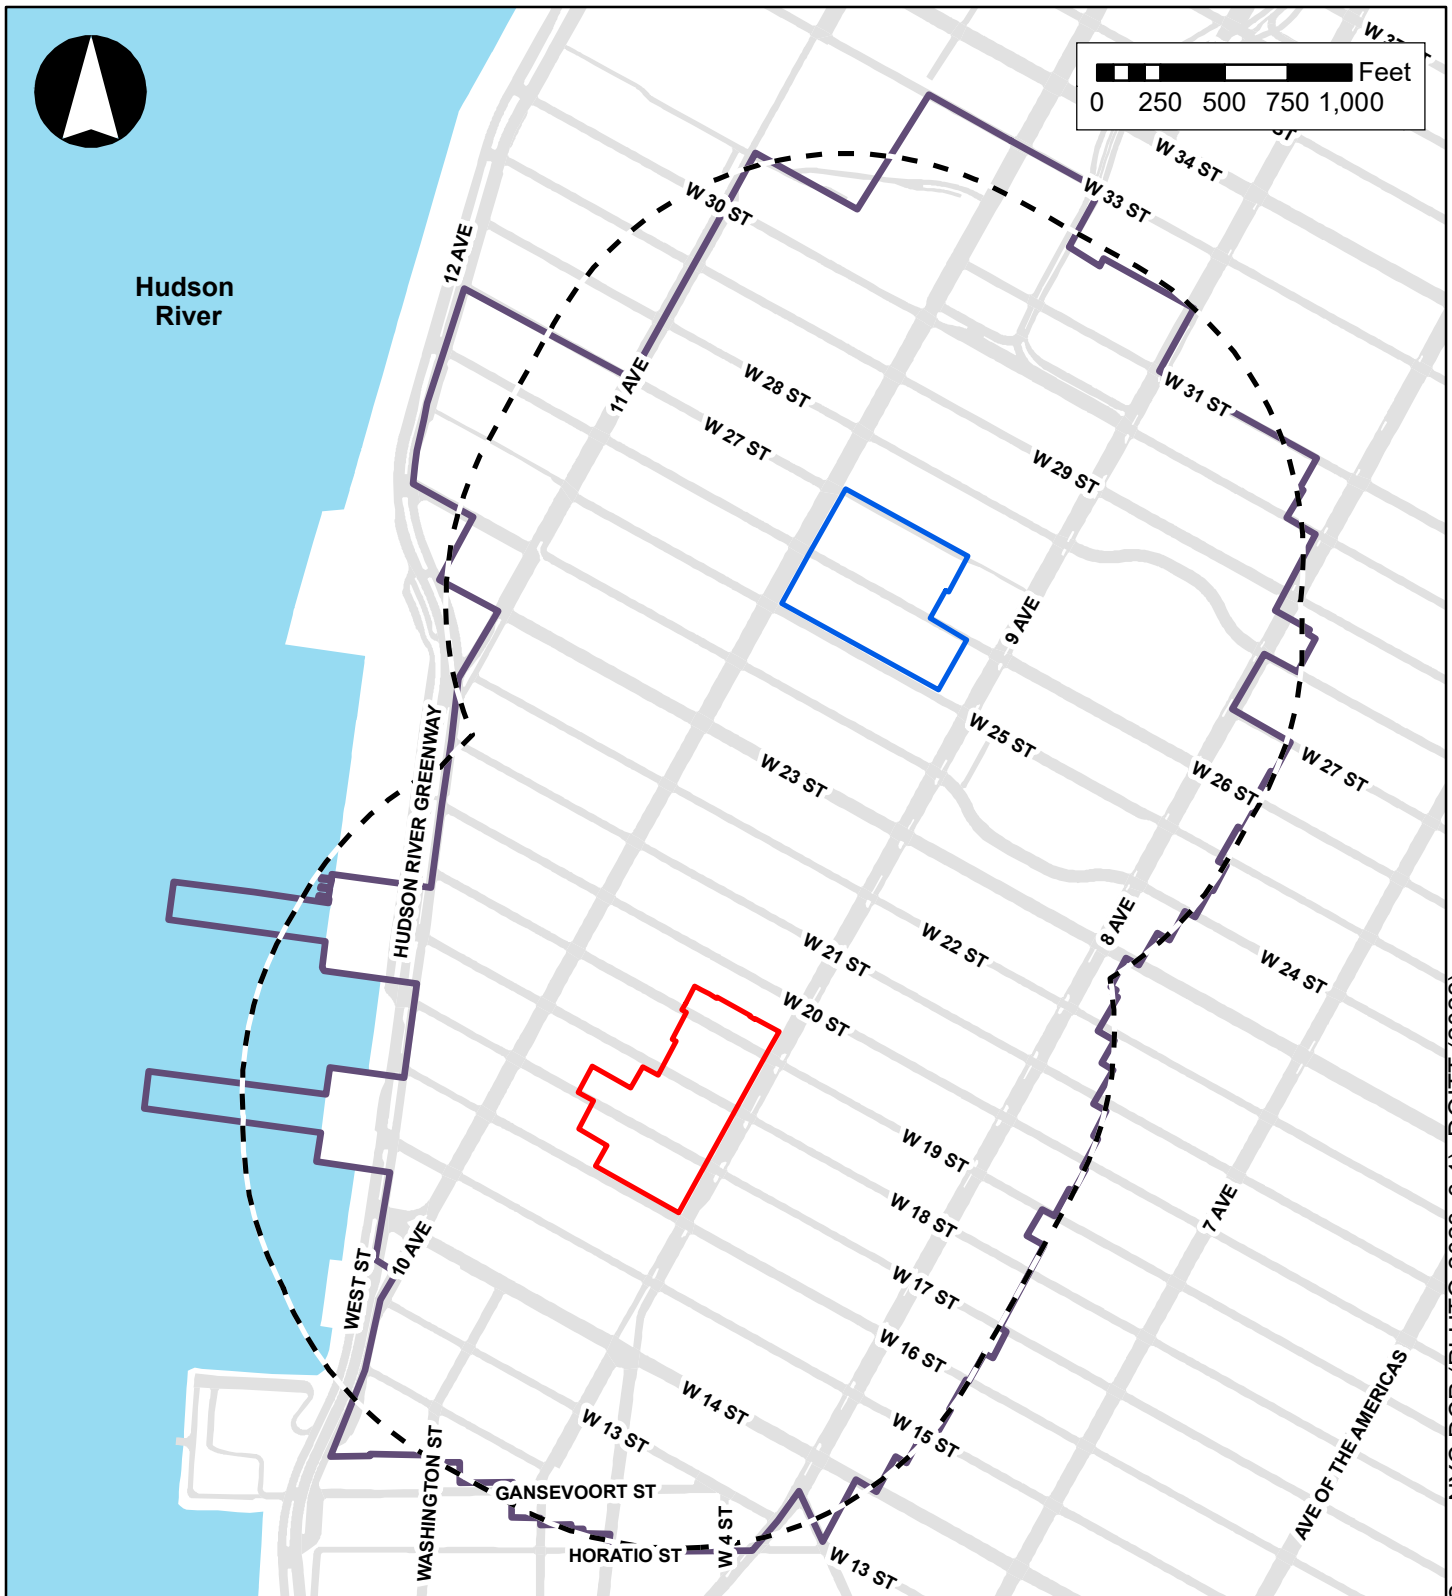 Feet
0 250 500 750 1,000
W 34 ST
W 33 ST
W 30 ST
12 AVE
Hudson
River
11 AVE
W 28 ST
W 31 ST
W 27 ST
W 29 ST
9 AVE
W 25 ST
W 23 ST
W 26 ST
W 27 ST
HUDSON RIVER GREENWAY
8 AVE
W 22 ST
W 21 ST
W 24 ST
W 20 ST
W 19 ST
W 18 ST
7 AVE
10 AVE
WEST ST
W 17 ST
W 16 ST
AVE OF THE AMERICAS
W 14 ST
W 13 ST
W 15 ST
WASHINGTON ST
GANSEVOORT ST
W 4 ST
HORATIO ST
W 13 ST